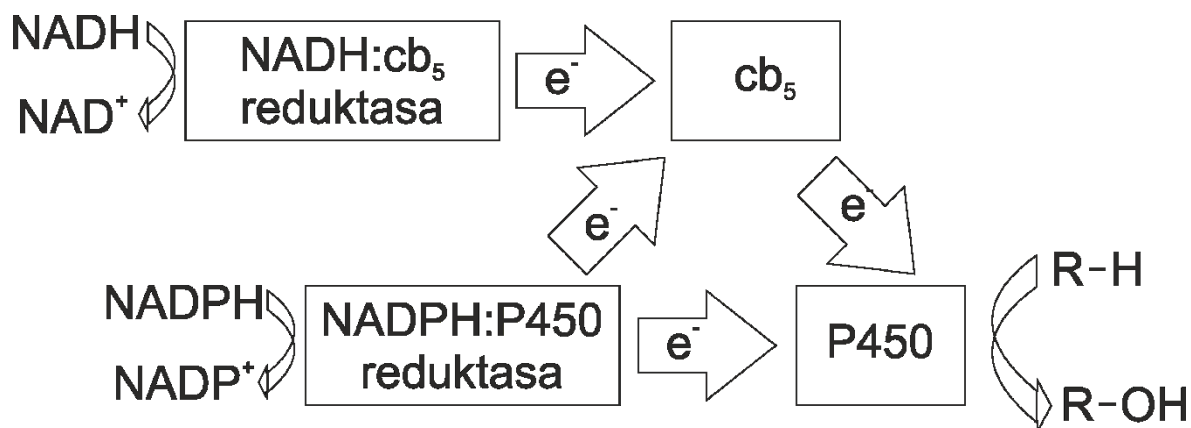 NADH
NAD⁺
NADH:cb₅
reduktasa
e⁻
cb₅
e⁻
e⁻
NADPH
NADP⁺
NADPH:P450
reduktasa
e⁻
P450
R-H
R-OH